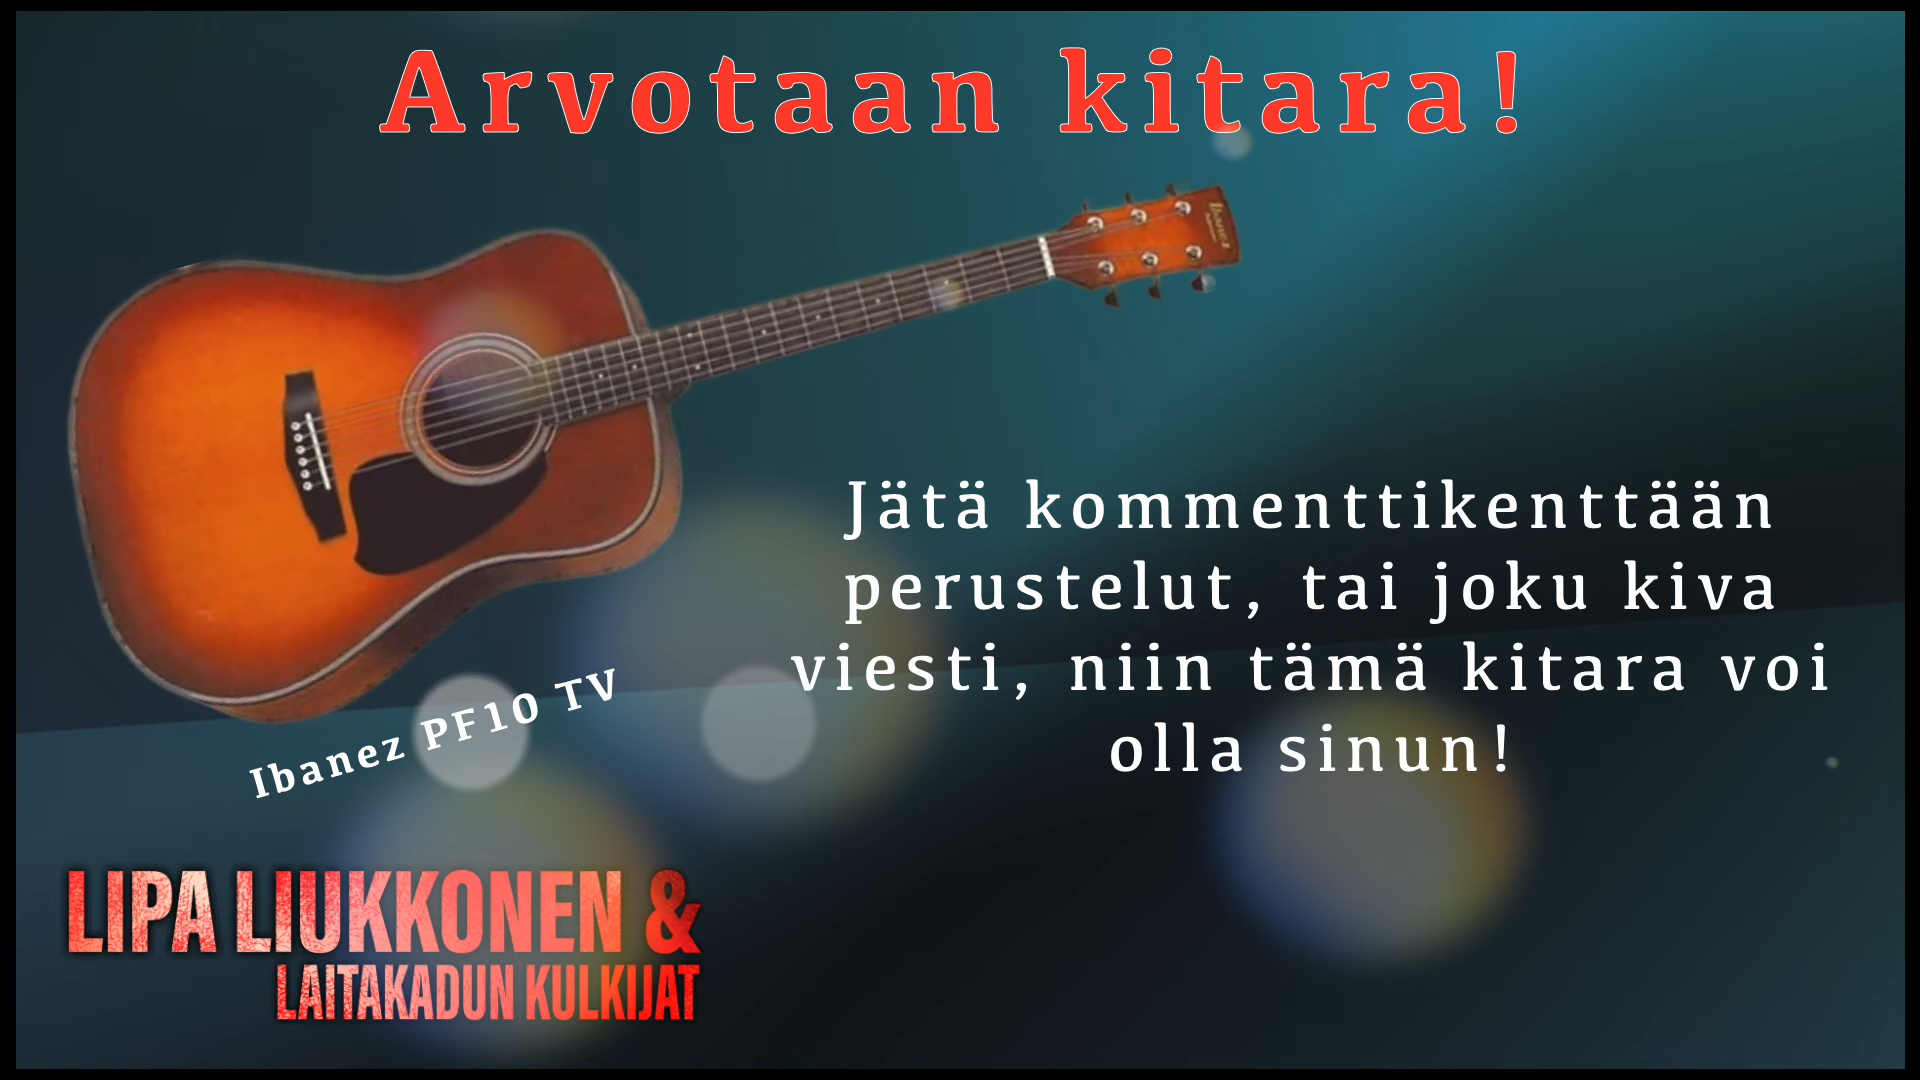 Arvotaan kitara!
Ibanez
Jätä kommenttikenttään
perustelut, tai joku kiva
viesti, niin tämä kitara voi
olla sinun!
Ibanez PF10 TV
LIPA LIUKKONEN &
LAITAKADUN KULKIJAT